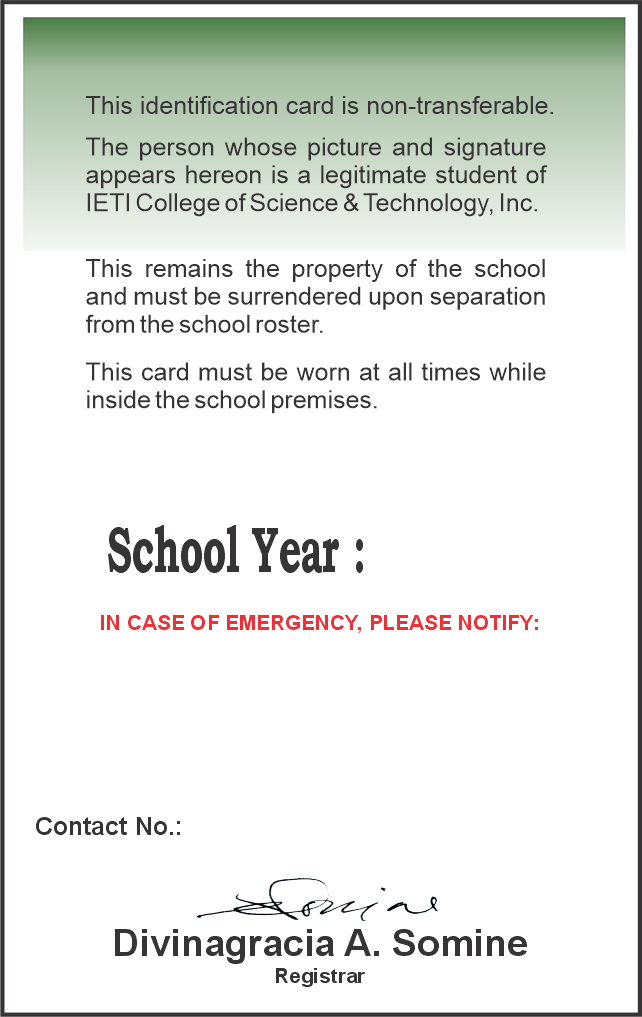 This identification card is non-transferable.
The person whose picture and signature
appears hereon is a legitimate student of
IETI College of Science & Technology, Inc.
This remains the property of the school
and must be surrendered upon separation
from the school roster.
This card must be worn at all times while
inside the school premises.
School Year :
IN CASE OF EMERGENCY, PLEASE NOTIFY:
Contact No.:
Somine
Divinagracia A. Somine
Registrar